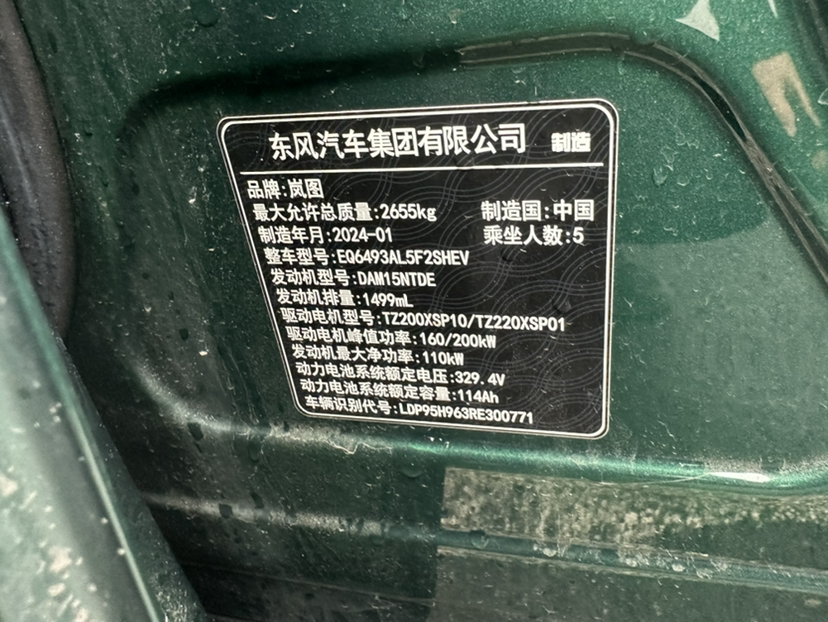 东风汽车集团有限公司 制造
品牌:岚图
最大允许总质量:2655kg 制造国:中国
制造年月:2024-01 乘坐人数:5
整车型号:EQ6493AL5F2SHEV
发动机型号:DAM15NTDE
发动机排量:1499mL
驱动电机型号:TZ200XSP10/TZ220XSP01
驱动电机峰值功率:160/200kW
发动机最大净功率:110kW
动力电池系统额定电压:329.4V
动力电池系统额定容量:114Ah
车辆识别代号:LDP95H963RE300771